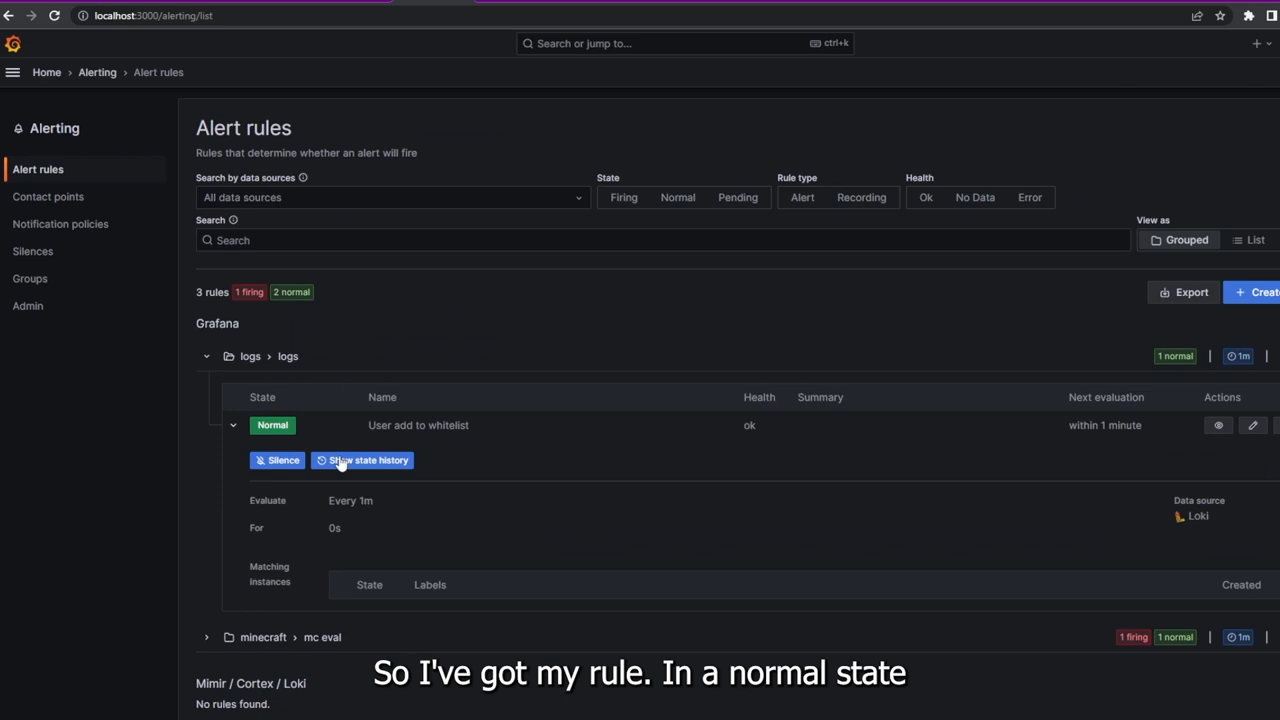 localhost:3000/alerting/list
Search or jump to... ctrl+k
Home › Alerting › Alert rules
Alerting
Alert rules
Contact points
Notification policies
Silences
Groups
Admin
Alert rules
Rules that determine whether an alert will fire
Search by data sources State Rule type Health
All data sources Firing Normal Pending Alert Recording Ok No Data Error
Search View as
Search Grouped List
3 rules 1 firing 2 normal Export + Creat
Grafana
logs › logs 1 normal | 1m |
State Name Health Summary Next evaluation Actions
Normal User add to whitelist ok within 1 minute
Silence Show state history
Evaluate Every 1m Data source
Loki
For 0s
Matching
instances
State Labels Created
minecraft › mc eval 1 firing 1 normal | 1m |
So I've got my rule. In a normal state
Mimir / Cortex / Loki
No rules found.